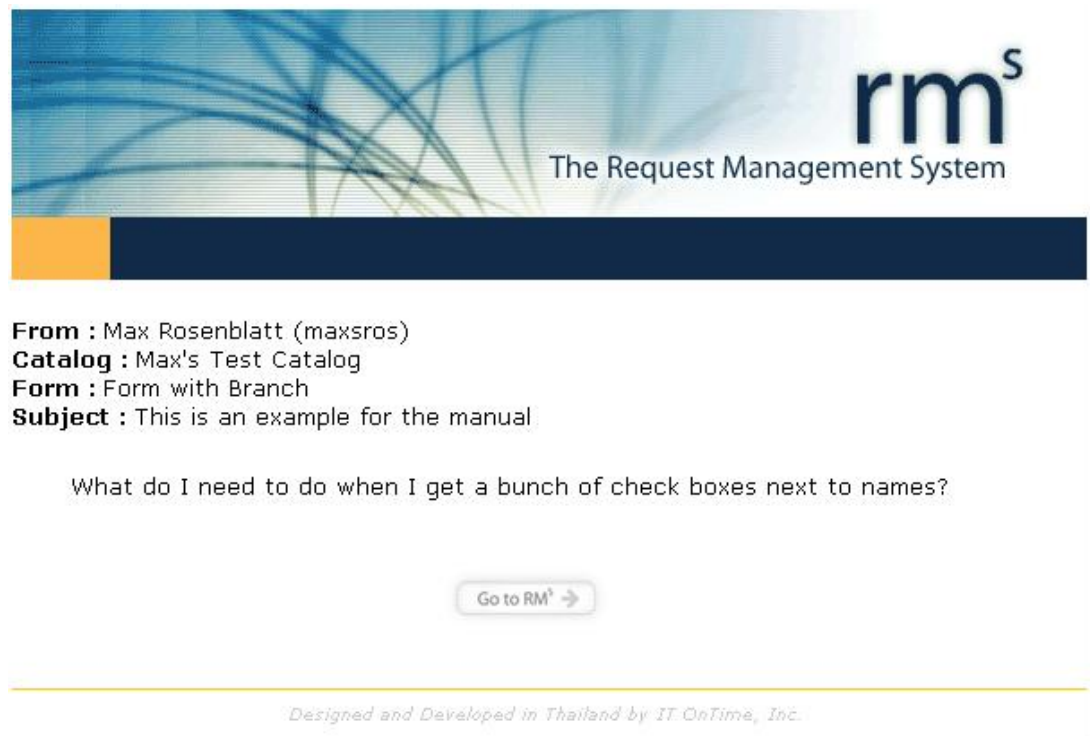 rms
The Request Management System
From : Max Rosenblatt (maxsros)
Catalog : Max's Test Catalog
Form : Form with Branch
Subject : This is an example for the manual
What do I need to do when I get a bunch of check boxes next to names?
Go to RMs
Designed and Developed in Thailand by IT OnTime, Inc.